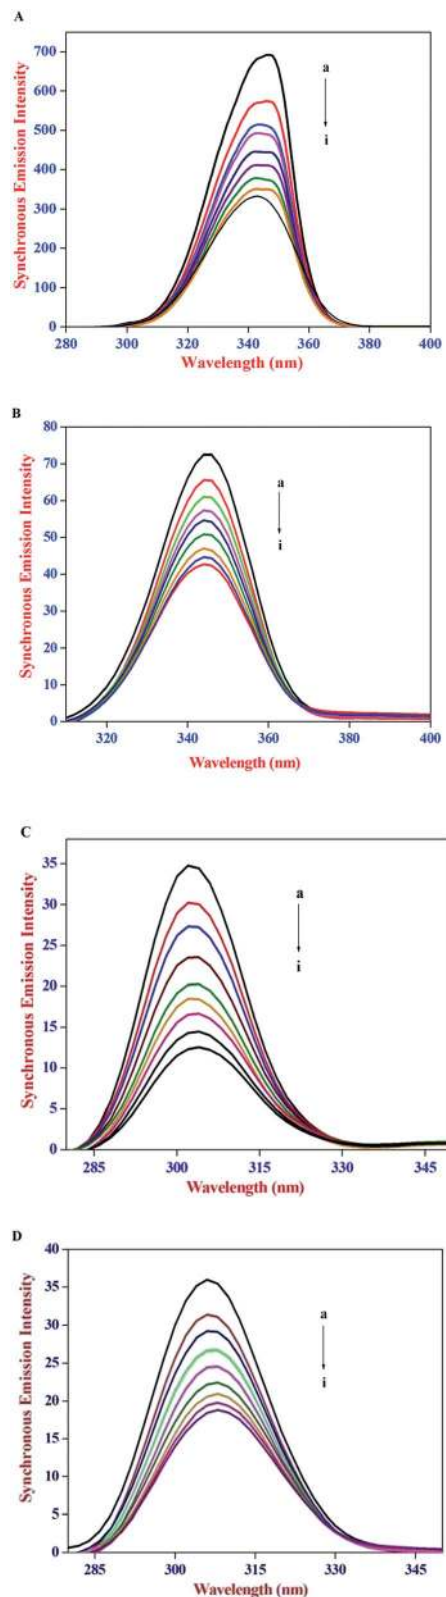 A
Synchronous Emission Intensity
700
600
500
400
300
200
100
0
a
i
280 300 320 340 360 380 400
Wavelength (nm)
B
Synchronous Emission Intensity
80
70
60
50
40
30
20
10
0
a
i
320 340 360 380 400
Wavelength (nm)
C
Synchronous Emission Intensity
35
30
25
20
15
10
5
0
a
i
285 300 315 330 345
Wavelength (nm)
D
Synchronous Emission Intensity
40
35
30
25
20
15
10
5
0
a
i
285 300 315 330 345
Wavelength (nm)